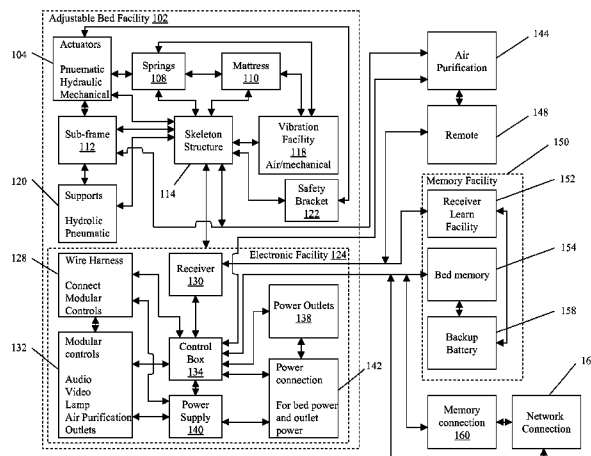 Adjustable Bed Facility 102
Actuators
Pnuematic
Hydraulic
Mechanical
104
Springs
108
Mattress
110
Sub-frame
112
Skeleton
Structure
114
Vibration
Facility
118
Air/mechanical
Supports
Hydrolic
Pneumatic
120
Safety
Bracket
122
Air
Purification
144
Remote
148
150
Memory Facility
Receiver
Learn
Facility
152
Bed memory
154
Backup
Battery
158
Electronic Facility 124
Wire Harness
Connect
Modular
Controls
128
Receiver
130
Power Outlets
138
Modular
controls
Audio
Video
Lamp
Air Purification
Outlets
132
Control
Box
134
Power
connection
For bed power
and outlet
power
142
Power
Supply
140
Memory
connection
160
Network
Connection
16